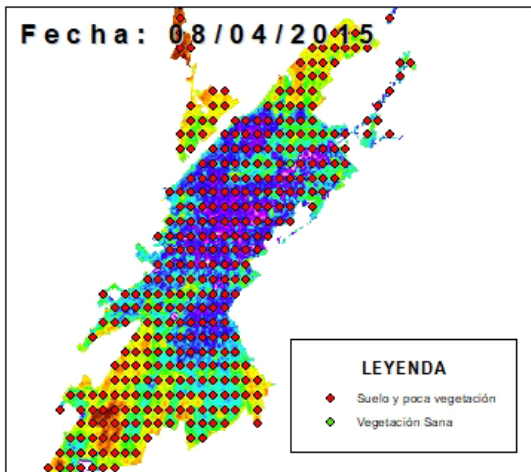 Fecha: 08/04/2015
LEYENDA
Suelo y poca vegetación
Vegetación Sana